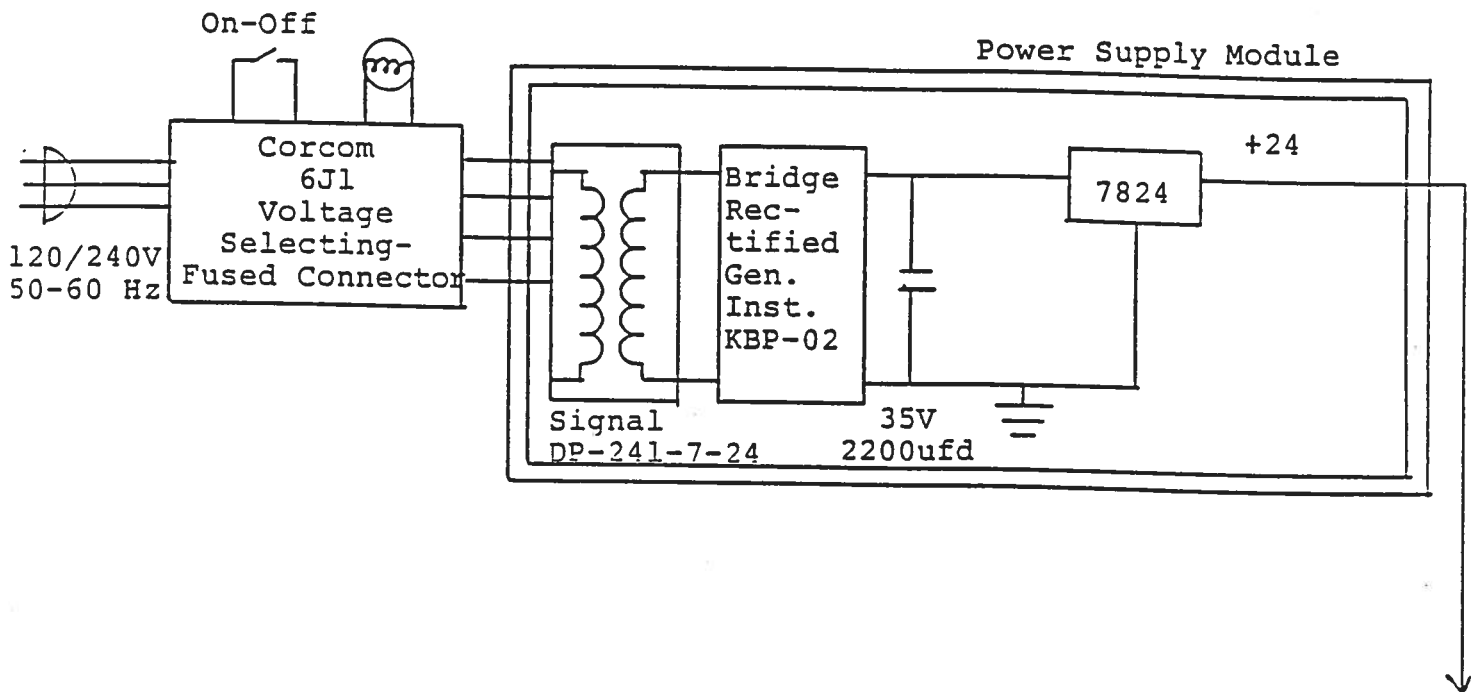 On-Off
Power Supply Module
Corcom
6J1
Voltage
Selecting-
Fused Connector
120/240V
50-60 Hz
Bridge
Rec-
tified
Gen.
Inst.
KBP-02
7824
+24
Signal
DP-241-7-24
35V
2200ufd